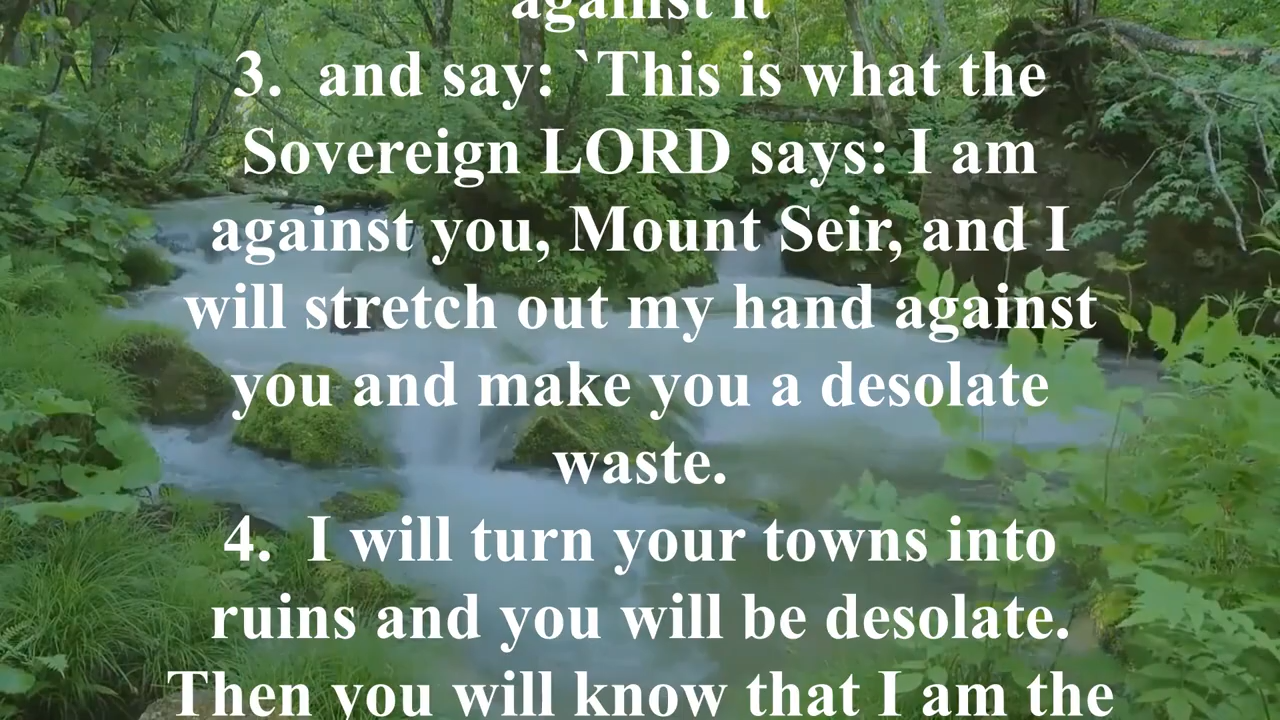 against it
3. and say: `This is what the
Sovereign LORD says: I am
against you, Mount Seir, and I
will stretch out my hand against
you and make you a desolate
waste.
4. I will turn your towns into
ruins and you will be desolate.
Then you will know that I am the